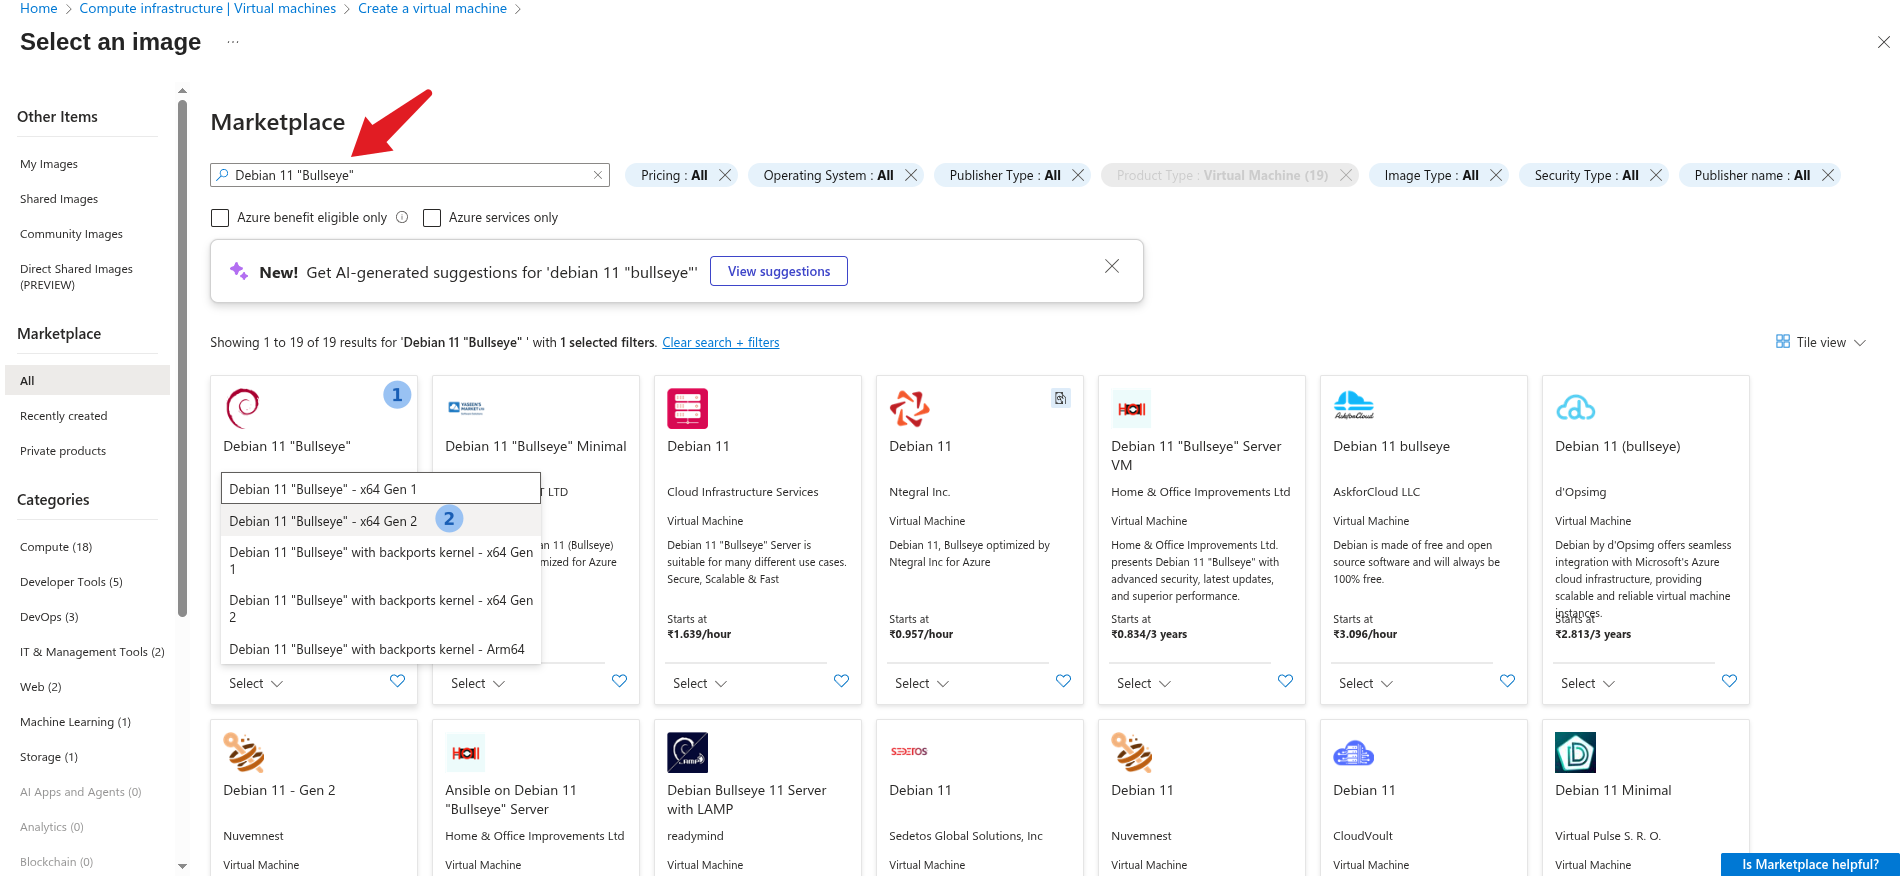 Home > Compute infrastructure | Virtual machines > Create a virtual machine >
Select an image ...
Other Items
My Images
Shared Images
Community Images
Direct Shared Images
(PREVIEW)
Marketplace
All
Recently created
Private products
Categories
Compute (18)
Developer Tools (5)
DevOps (3)
IT & Management Tools (2)
Web (2)
Machine Learning (1)
Storage (1)
AI Apps and Agents (0)
Analytics (0)
Blockchain (0)
Marketplace
Debian 11 "Bullseye"
Pricing : All
Operating System : All
Publisher Type : All
Product Type : Virtual Machine (19)
Image Type : All
Security Type : All
Publisher name : All
Azure benefit eligible only
Azure services only
New! Get AI-generated suggestions for 'debian 11 "bullseye"'
View suggestions
Showing 1 to 19 of 19 results for 'Debian 11 "Bullseye" ' with 1 selected filters. Clear search + filters
Tile view
1
Debian 11 "Bullseye"
Debian 11 "Bullseye" - x64 Gen 1
Debian 11 "Bullseye" - x64 Gen 2
2
Debian 11 "Bullseye" with backports kernel - x64 Gen
1
Debian 11 "Bullseye" with backports kernel - x64 Gen
2
Debian 11 "Bullseye" with backports kernel - Arm64
Select
Debian 11 "Bullseye" Minimal
LTD
11 (Bullseye)
for Azure
Select
Debian 11
Cloud Infrastructure Services
Virtual Machine
Debian 11 "Bullseye" Server is
suitable for many different use cases.
Secure, Scalable & Fast
Starts at
₹1.639/hour
Select
Debian 11
Ntegral Inc.
Virtual Machine
Debian 11, Bullseye optimized by
Ntegral Inc for Azure
Starts at
₹0.957/hour
Select
Debian 11 "Bullseye" Server
VM
Home & Office Improvements Ltd
Virtual Machine
Home & Office Improvements Ltd.
presents Debian 11 "Bullseye" with
advanced security, latest updates,
and superior performance.
Starts at
₹0.834/3 years
Select
AskforCloud
Debian 11 bullseye
AskforCloud LLC
Virtual Machine
Debian is made of free and open
source software and will always be
100% free.
Starts at
₹3.096/hour
Select
Debian 11 (bullseye)
d'Opsimg
Virtual Machine
Debian by d'Opsimg offers seamless
integration with Microsoft's Azure
cloud infrastructure, providing
scalable and reliable virtual machine
instances.
Starts at
₹2.813/3 years
Select
Debian 11 - Gen 2
Nuvemnest
Virtual Machine
Ansible on Debian 11
"Bullseye" Server
Home & Office Improvements Ltd
Virtual Machine
Debian Bullseye 11 Server
with LAMP
readymind
Virtual Machine
SEDETOS
Debian 11
Sedetos Global Solutions, Inc
Virtual Machine
Debian 11
Nuvemnest
Virtual Machine
Debian 11
CloudVoult
Virtual Machine
Debian 11 Minimal
Virtual Pulse S. R. O.
Virtual Machine
Is Marketplace helpful?